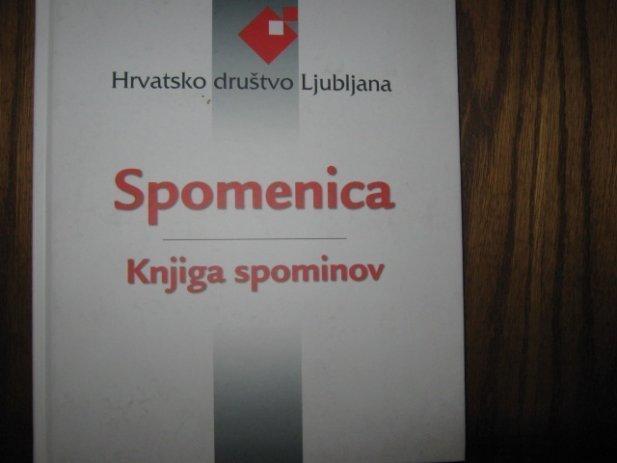 Hrvatsko društvo Ljubljana
Spomenica
Knjiga spominov